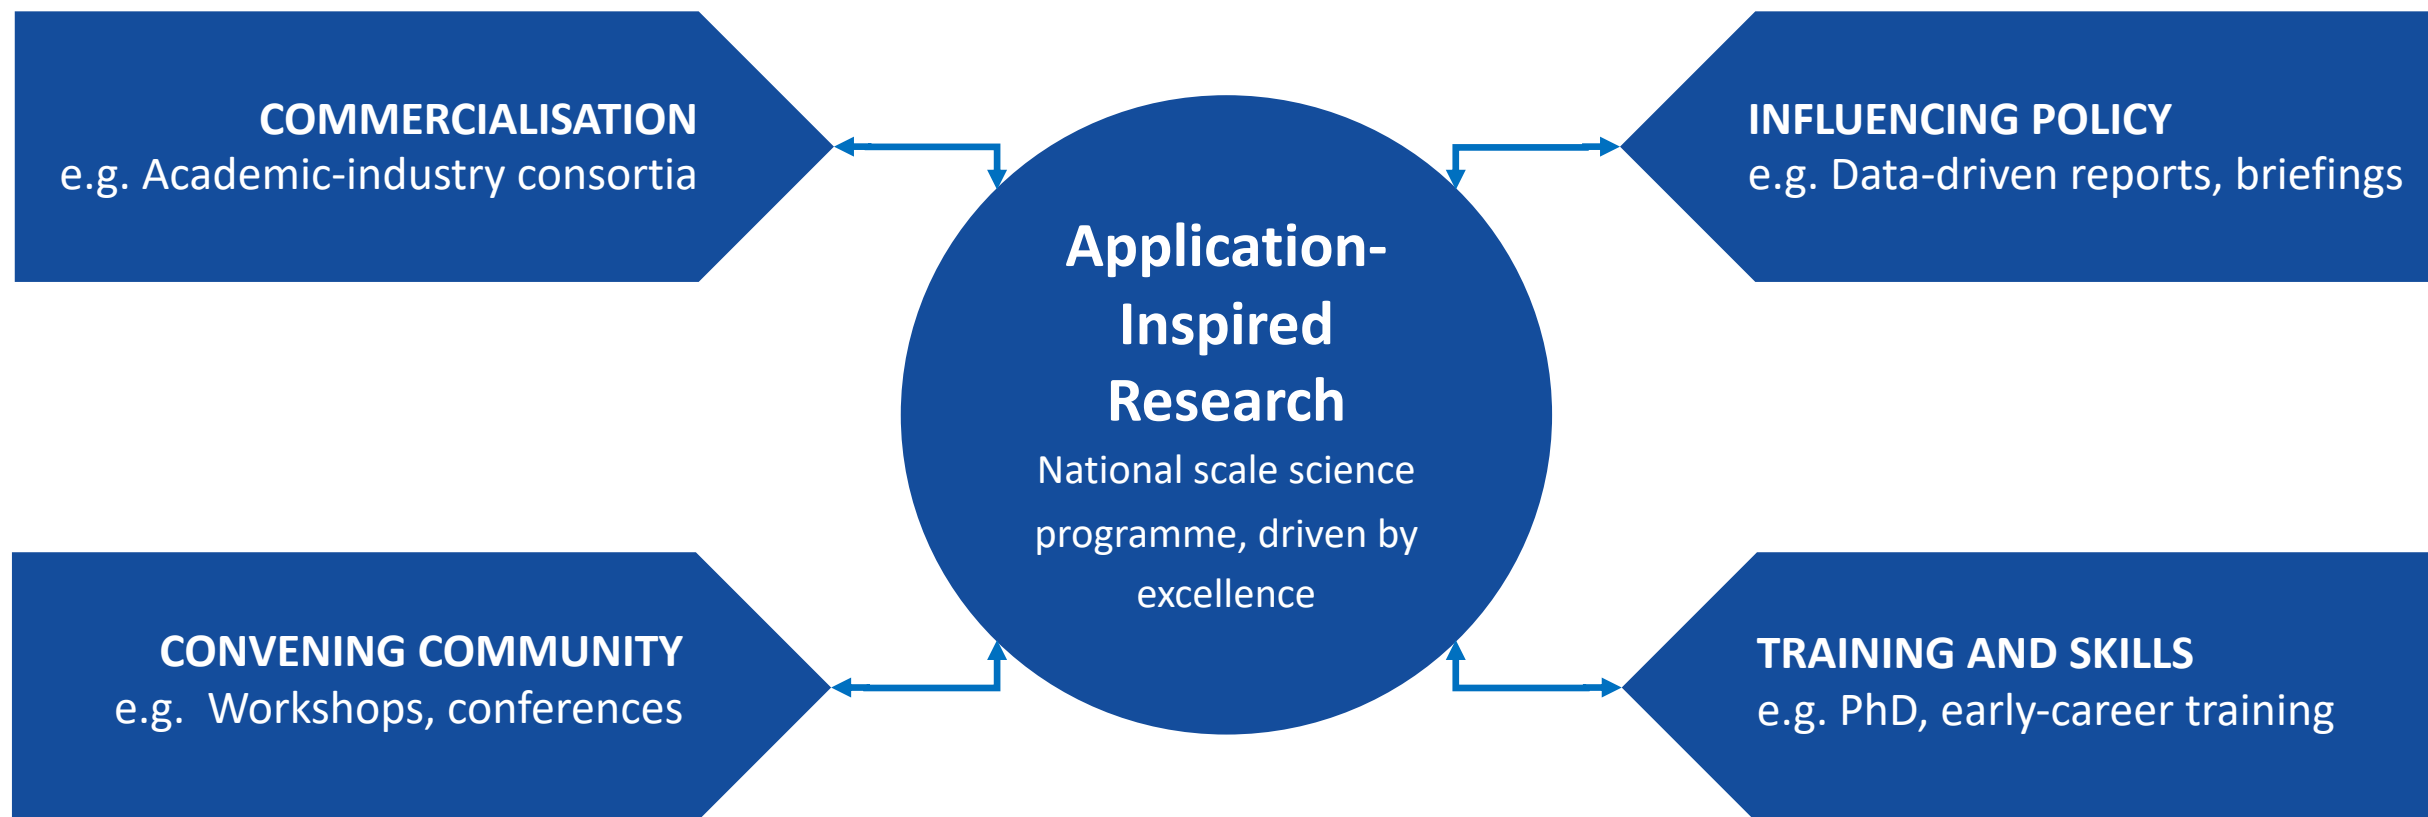 COMMERCIALISATION
e.g. Academic-industry consortia
INFLUENCING POLICY
e.g. Data-driven reports, briefings
Application-
Inspired
Research
National scale science
programme, driven by
excellence
CONVENING COMMUNITY
e.g.  Workshops, conferences
TRAINING AND SKILLS
e.g. PhD, early-career training